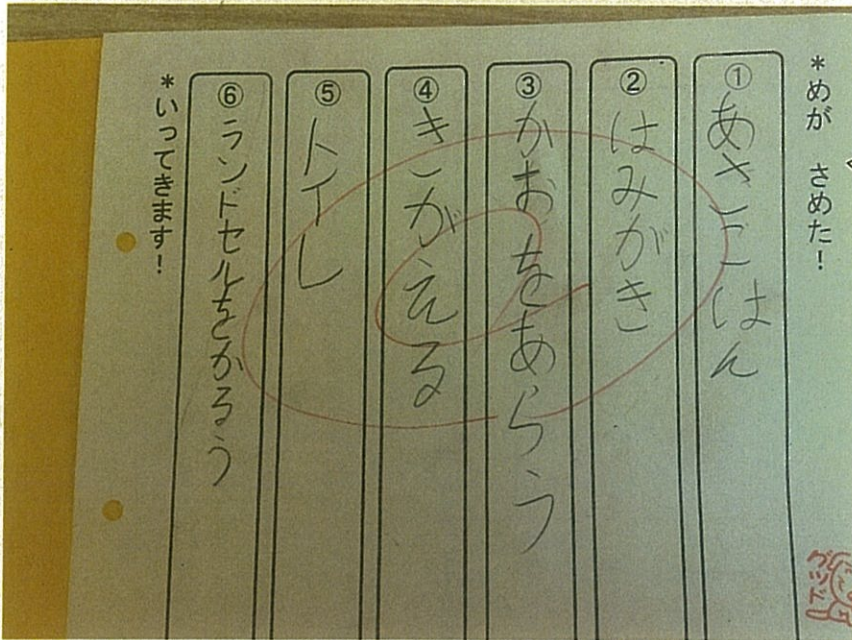 *めが さめた!
①あさごはん
②はみがき
③かおをあらう
④きがえる
⑤トイレ
⑥ランドセルをかるう
*いってきます!
グッド